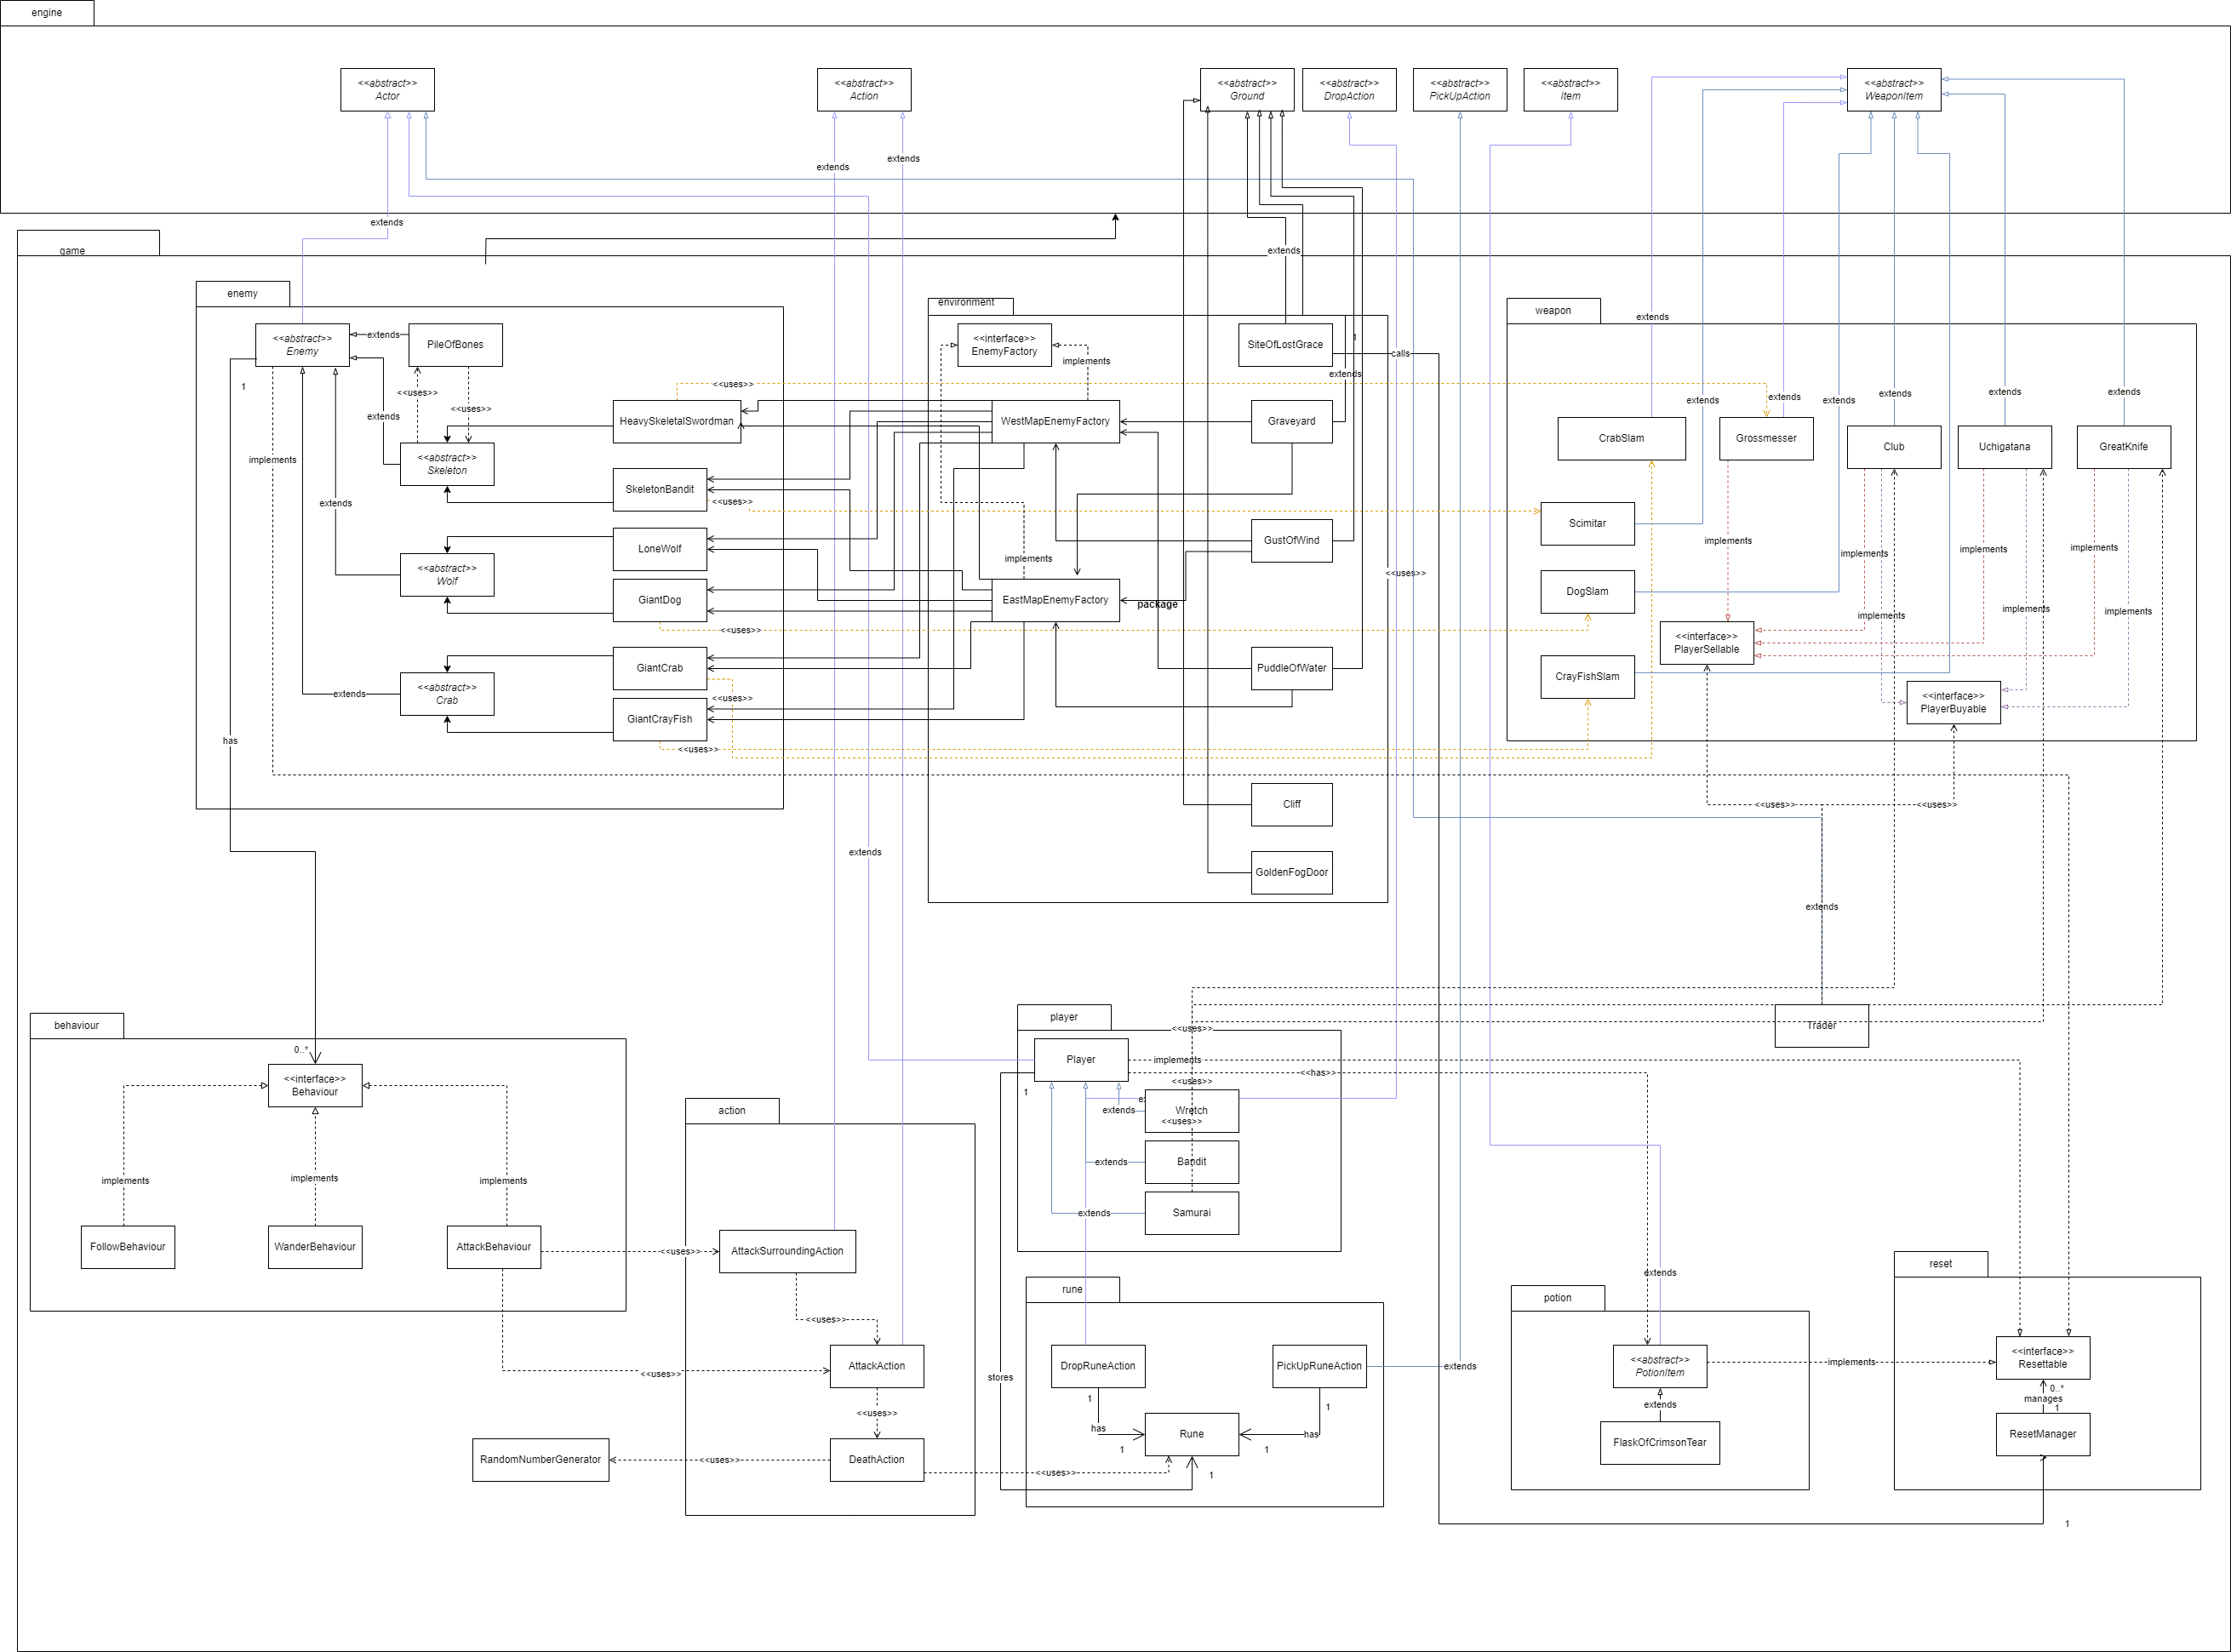 engine
<<abstract>>
Actor
<<abstract>>
Action
<<abstract>>
Ground
<<abstract>>
DropAction
<<abstract>>
PickUpAction
<<abstract>>
Item
<<abstract>>
WeaponItem
extends
extends
extends
extends
game
enemy
<<abstract>>
Enemy
extends
PileOfBones
1
<<uses>>
<<uses>>
<<uses>>
extends
HeavySkeletalSwordman
implements
<<abstract>>
Skeleton
SkeletonBandit
<<uses>>
extends
LoneWolf
<<abstract>>
Wolf
GiantDog
<<uses>>
GiantCrab
<<abstract>>
Crab
extends
<<uses>>
GiantCrayFish
<<uses>>
has
environment
<<interface>>
EnemyFactory
implements
SiteOfLostGrace
1
calls
extends
WestMapEnemyFactory
Graveyard
GustOfWind
implements
<<uses>>
EastMapEnemyFactory
package
PuddleOfWater
Cliff
GoldenFogDoor
extends
weapon
extends
extends
extends
extends
extends
extends
extends
CrabSlam
Grossmesser
Club
Uchigatana
GreatKnife
Scimitar
implements
implements
implements
implements
DogSlam
implements
implements
implements
<<interface>>
PlayerSellable
CrayFishSlam
<<interface>>
PlayerBuyable
<<uses>>
<<uses>>
extends
Trader
behaviour
0..*
<<interface>>
Behaviour
implements
implements
implements
FollowBehaviour
WanderBehaviour
AttackBehaviour
<<uses>>
<<uses>>
action
AttackSurroundingAction
<<uses>>
AttackAction
<<uses>>
DeathAction
<<uses>>
RandomNumberGenerator
<<uses>>
player
<<uses>>
Player
implements
<<has>>
1
<<uses>>
extends
Wretch
<<uses>>
extends
Bandit
extends
Samurai
rune
DropRuneAction
PickUpRuneAction
extends
stores
1
1
has
has
Rune
1
1
1
potion
extends
<<abstract>>
PotionItem
implements
extends
FlaskOfCrimsonTear
reset
<<interface>>
Resettable
0..*
manages
1
ResetManager
1